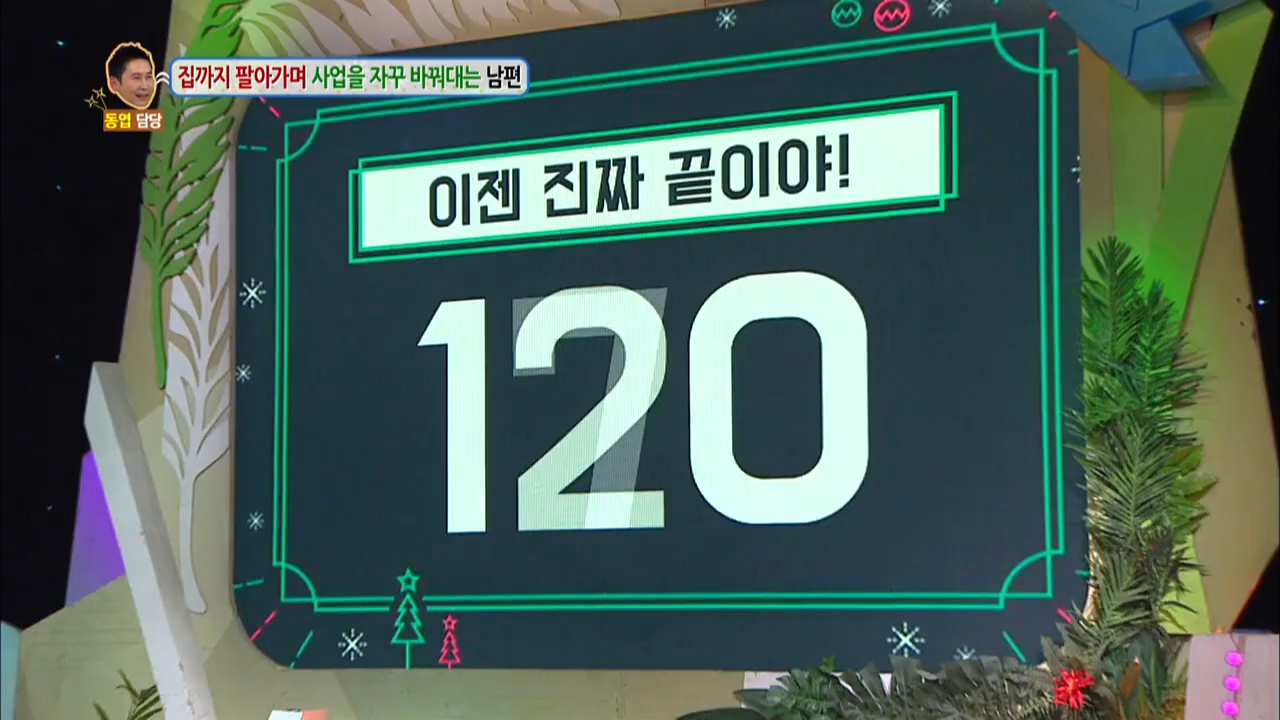 집까지 팔아가며 사업을 자꾸 바꿔대는 남편
동엽 담당
이젠 진짜 끝이야!
120